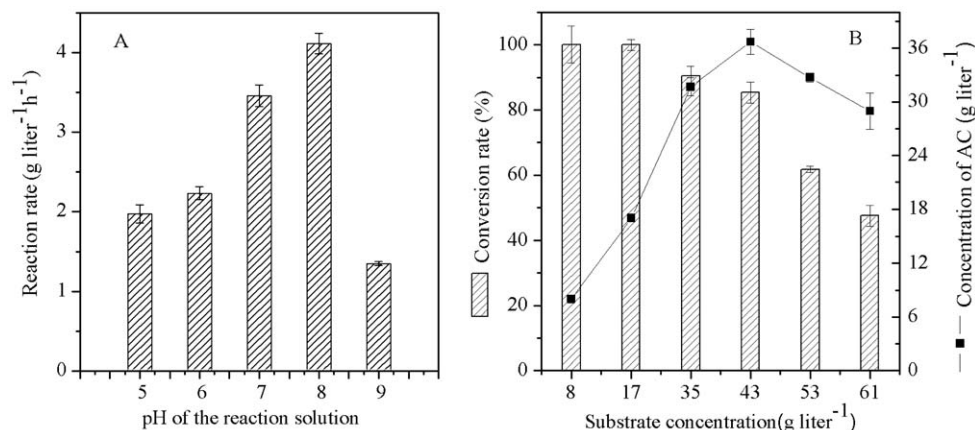 A
Reaction rate (g liter⁻¹h⁻¹)
4
3
2
1
0
5 6 7 8 9
pH of the reaction solution
B
Conversion rate (%)
100
80
60
40
20
0
8 17 35 43 53 61
Substrate concentration(g liter⁻¹)
36
30
24
18
12
6
0
Concentration of AC (g liter⁻¹)